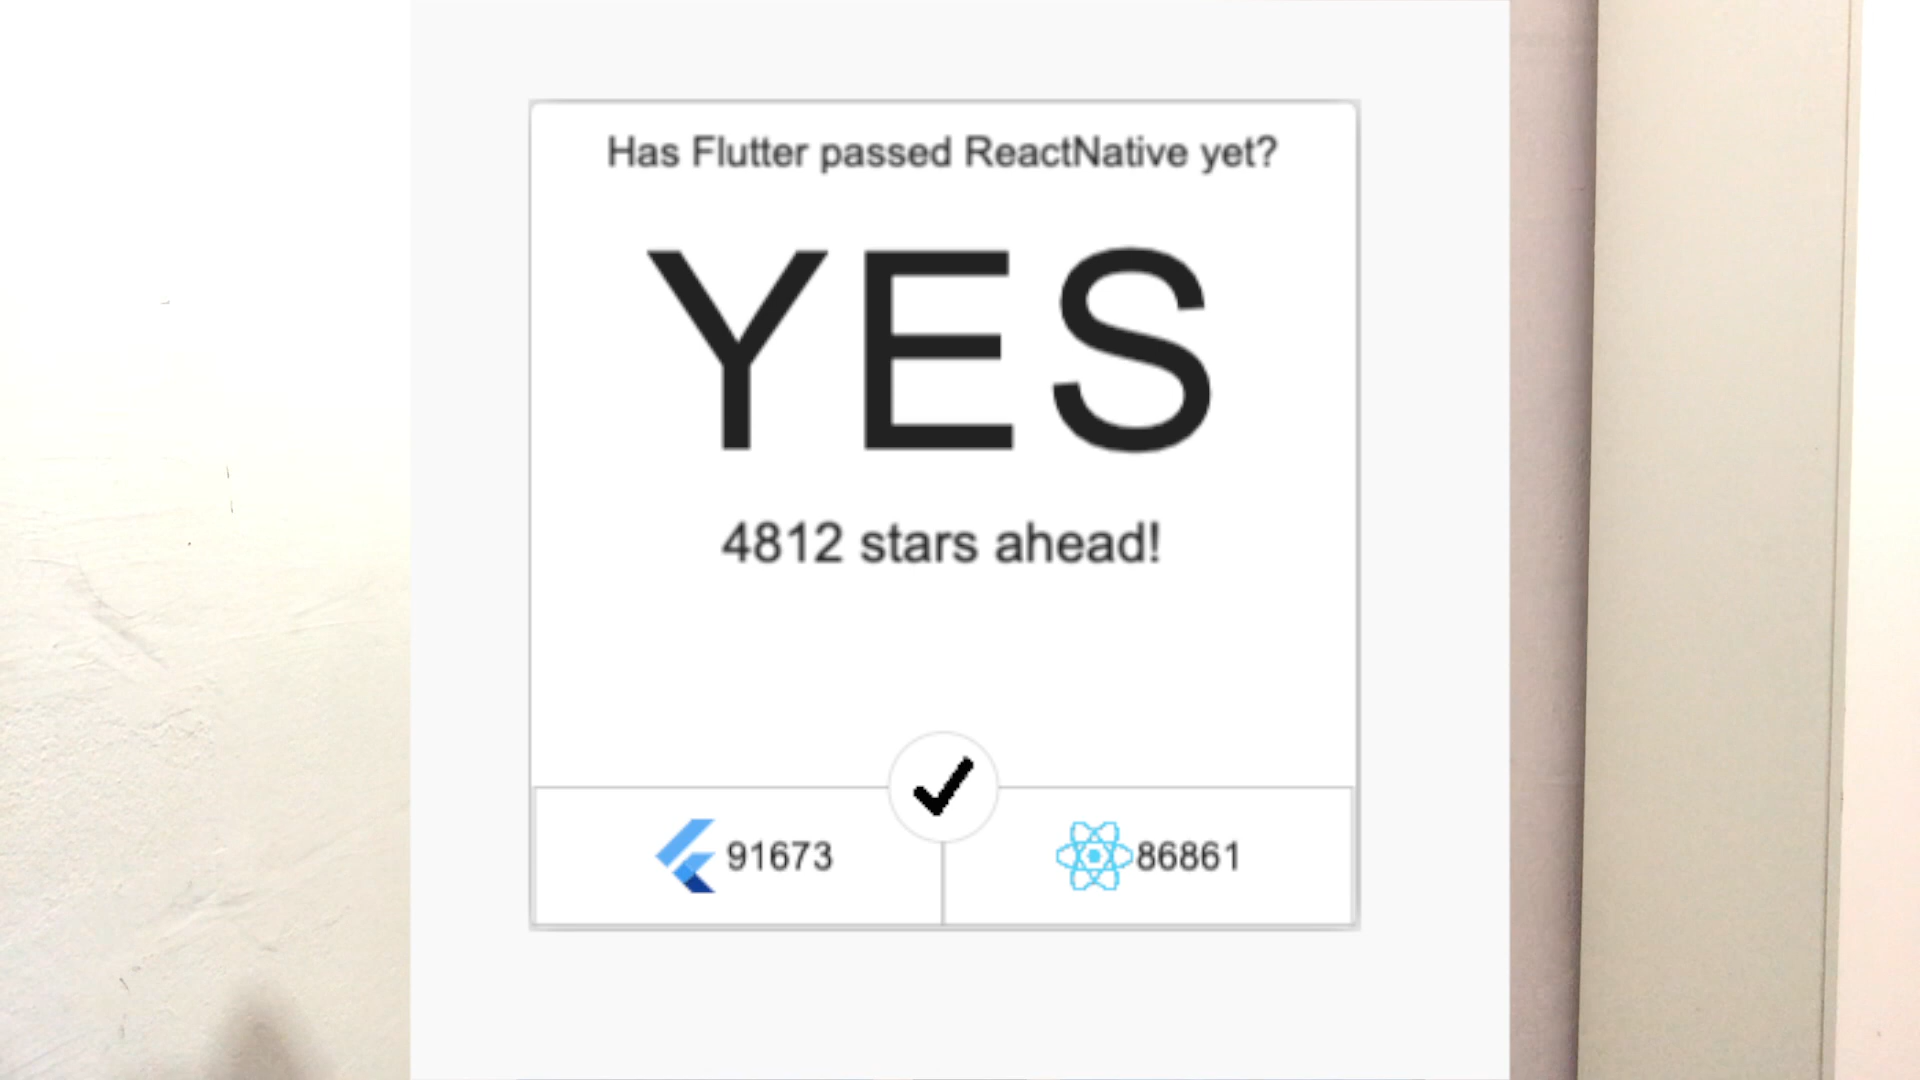 Has Flutter passed ReactNative yet?
YES
4812 stars ahead!
91673
86861